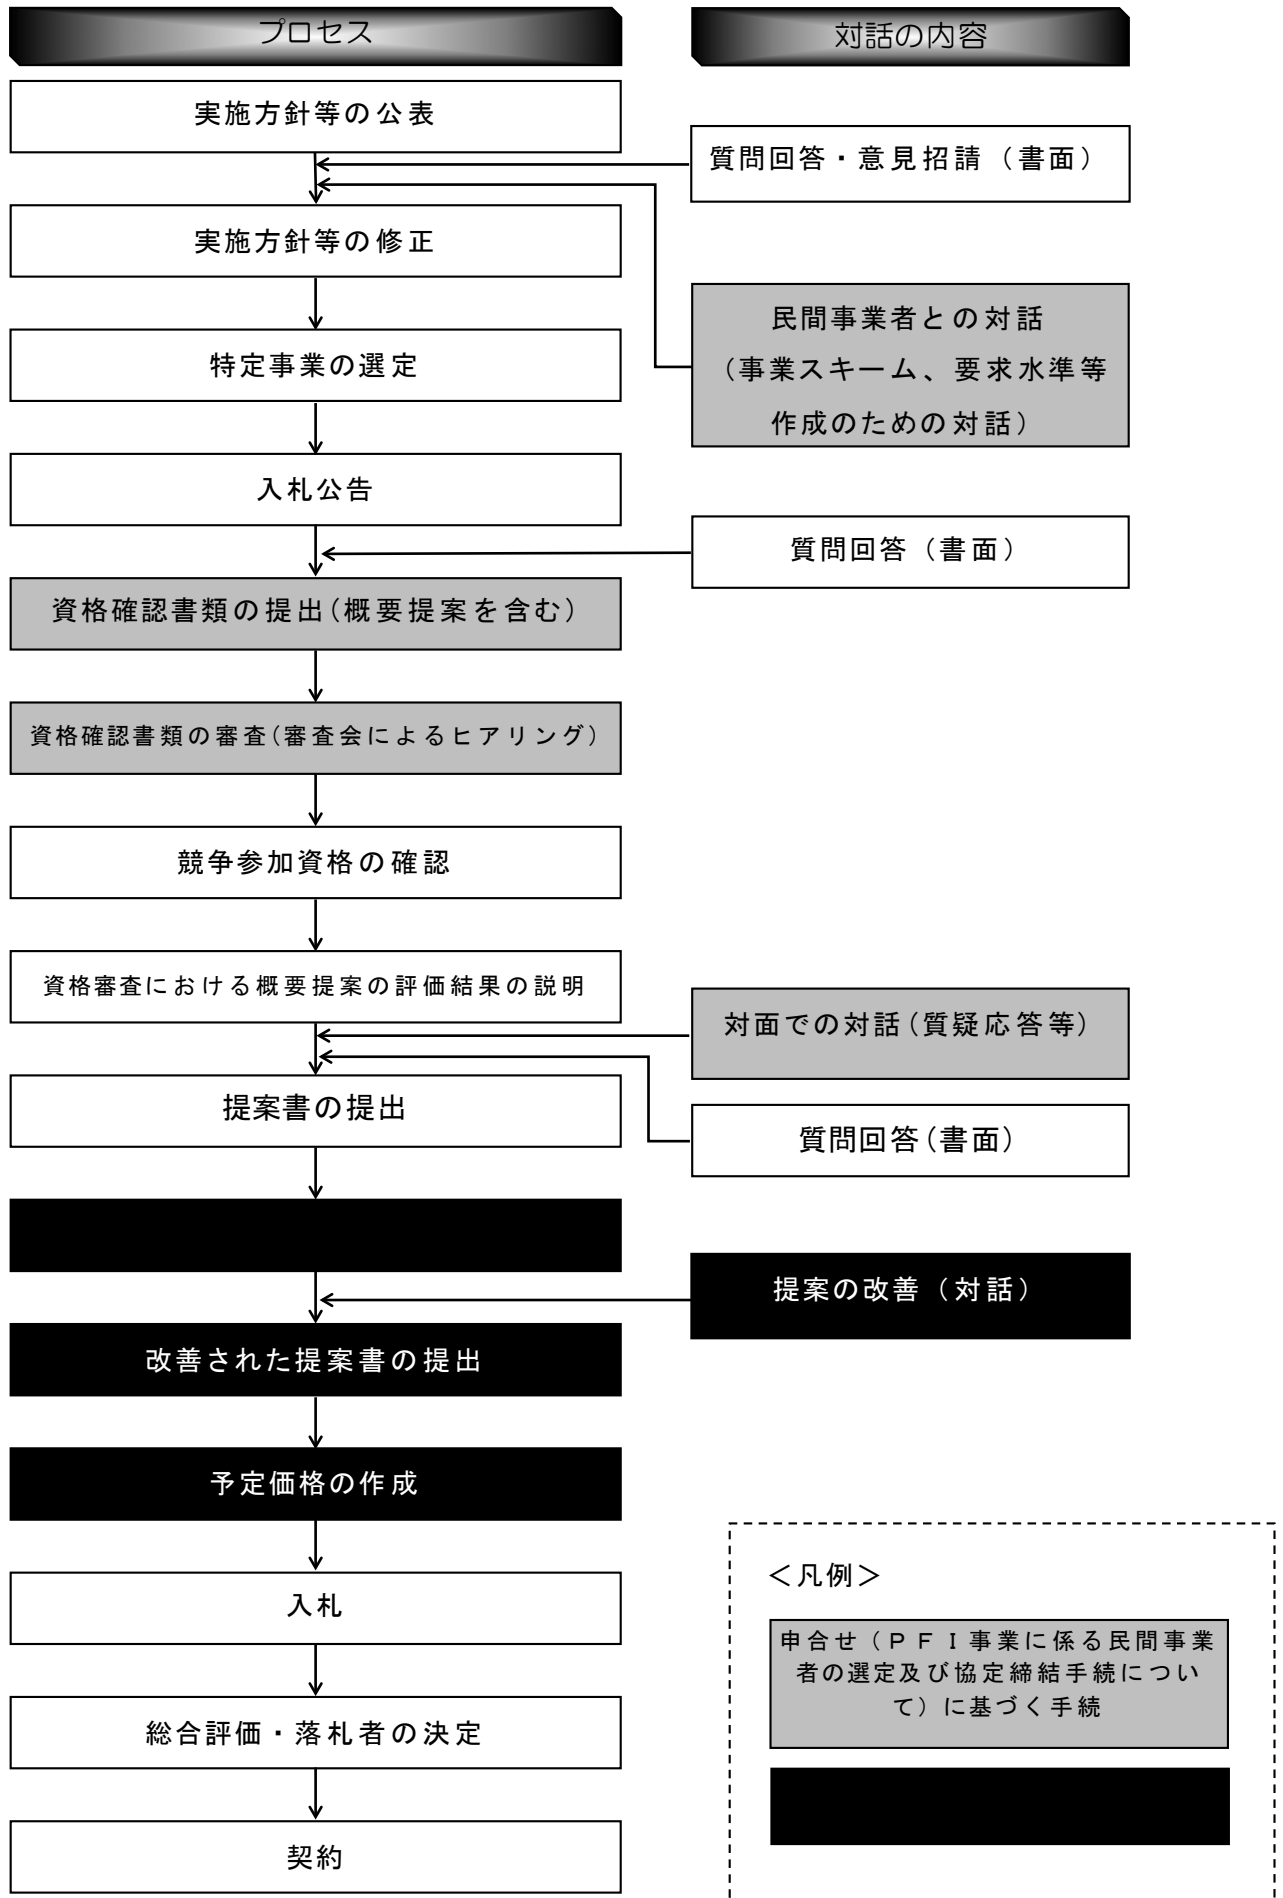 プロセス
対話の内容
実施方針等の公表
質問回答・意見招請（書面）
実施方針等の修正
民間事業者との対話
（事業スキーム、要求水準等
作成のための対話）
特定事業の選定
入札公告
質問回答（書面）
資格確認書類の提出（概要提案を含む）
資格確認書類の審査（審査会によるヒアリング）
競争参加資格の確認
資格審査における概要提案の評価結果の説明
対面での対話（質疑応答等）
提案書の提出
質問回答（書面）
提案の改善（対話）
改善された提案書の提出
予定価格の作成
入札
総合評価・落札者の決定
契約
＜凡例＞
申合せ（ＰＦＩ事業に係る民間事業
者の選定及び協定締結手続につい
て）に基づく手続